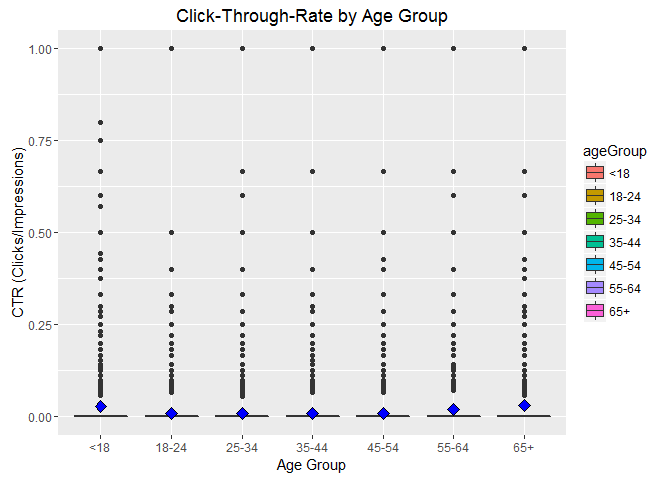 Click-Through-Rate by Age Group
CTR (Clicks/Impressions)
1.00
0.75
0.50
0.25
0.00
<18 18-24 25-34 35-44 45-54 55-64 65+
Age Group
ageGroup
<18
18-24
25-34
35-44
45-54
55-64
65+